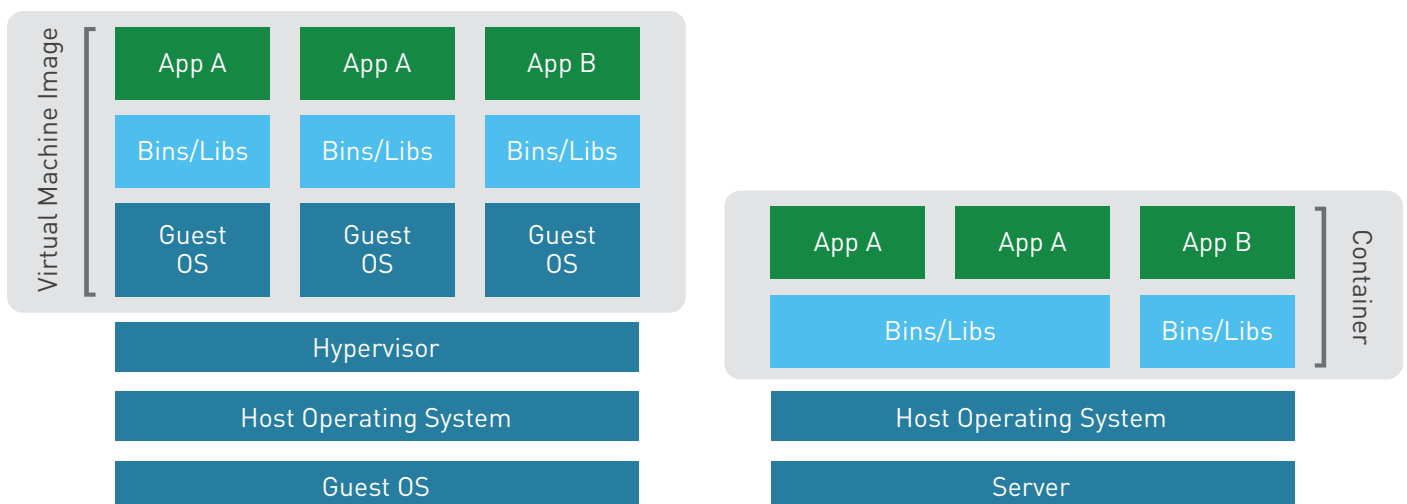 Virtual Machine Image
App A
App A
App B
Bins/Libs
Bins/Libs
Bins/Libs
Guest
OS
Guest
OS
Guest
OS
Hypervisor
Host Operating System
Guest OS
App A
App A
App B
Bins/Libs
Bins/Libs
Container
Host Operating System
Server